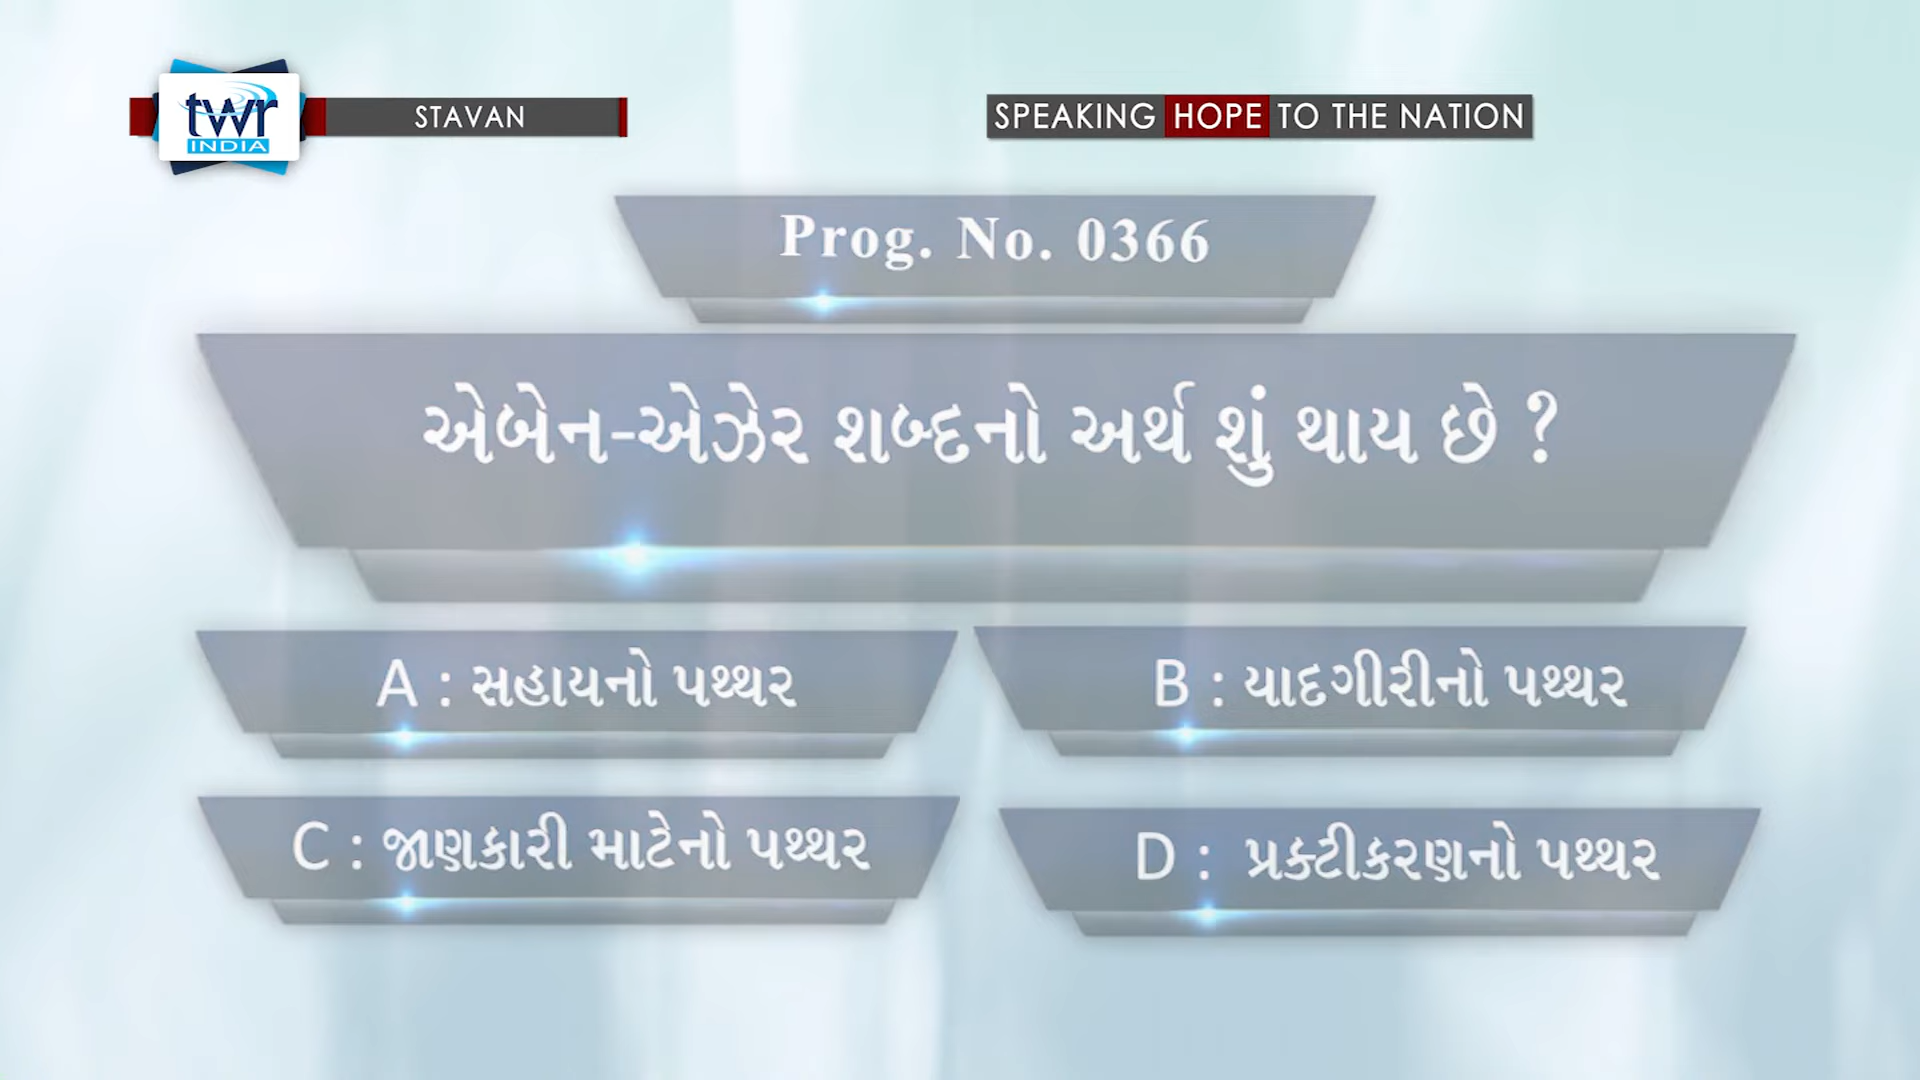 twr
INDIA
STAVAN
SPEAKING HOPE TO THE NATION
Prog. No. 0366
એબેન-એઝેર શબ્દનો અર્થ શું થાય છે ?
A : સહાયનો પથ્થર
B : યાદગીરીનો પથ્થર
C : જાણકારી માટેનો પથ્થર
D : પ્રક્ટીકરણનો પથ્થર